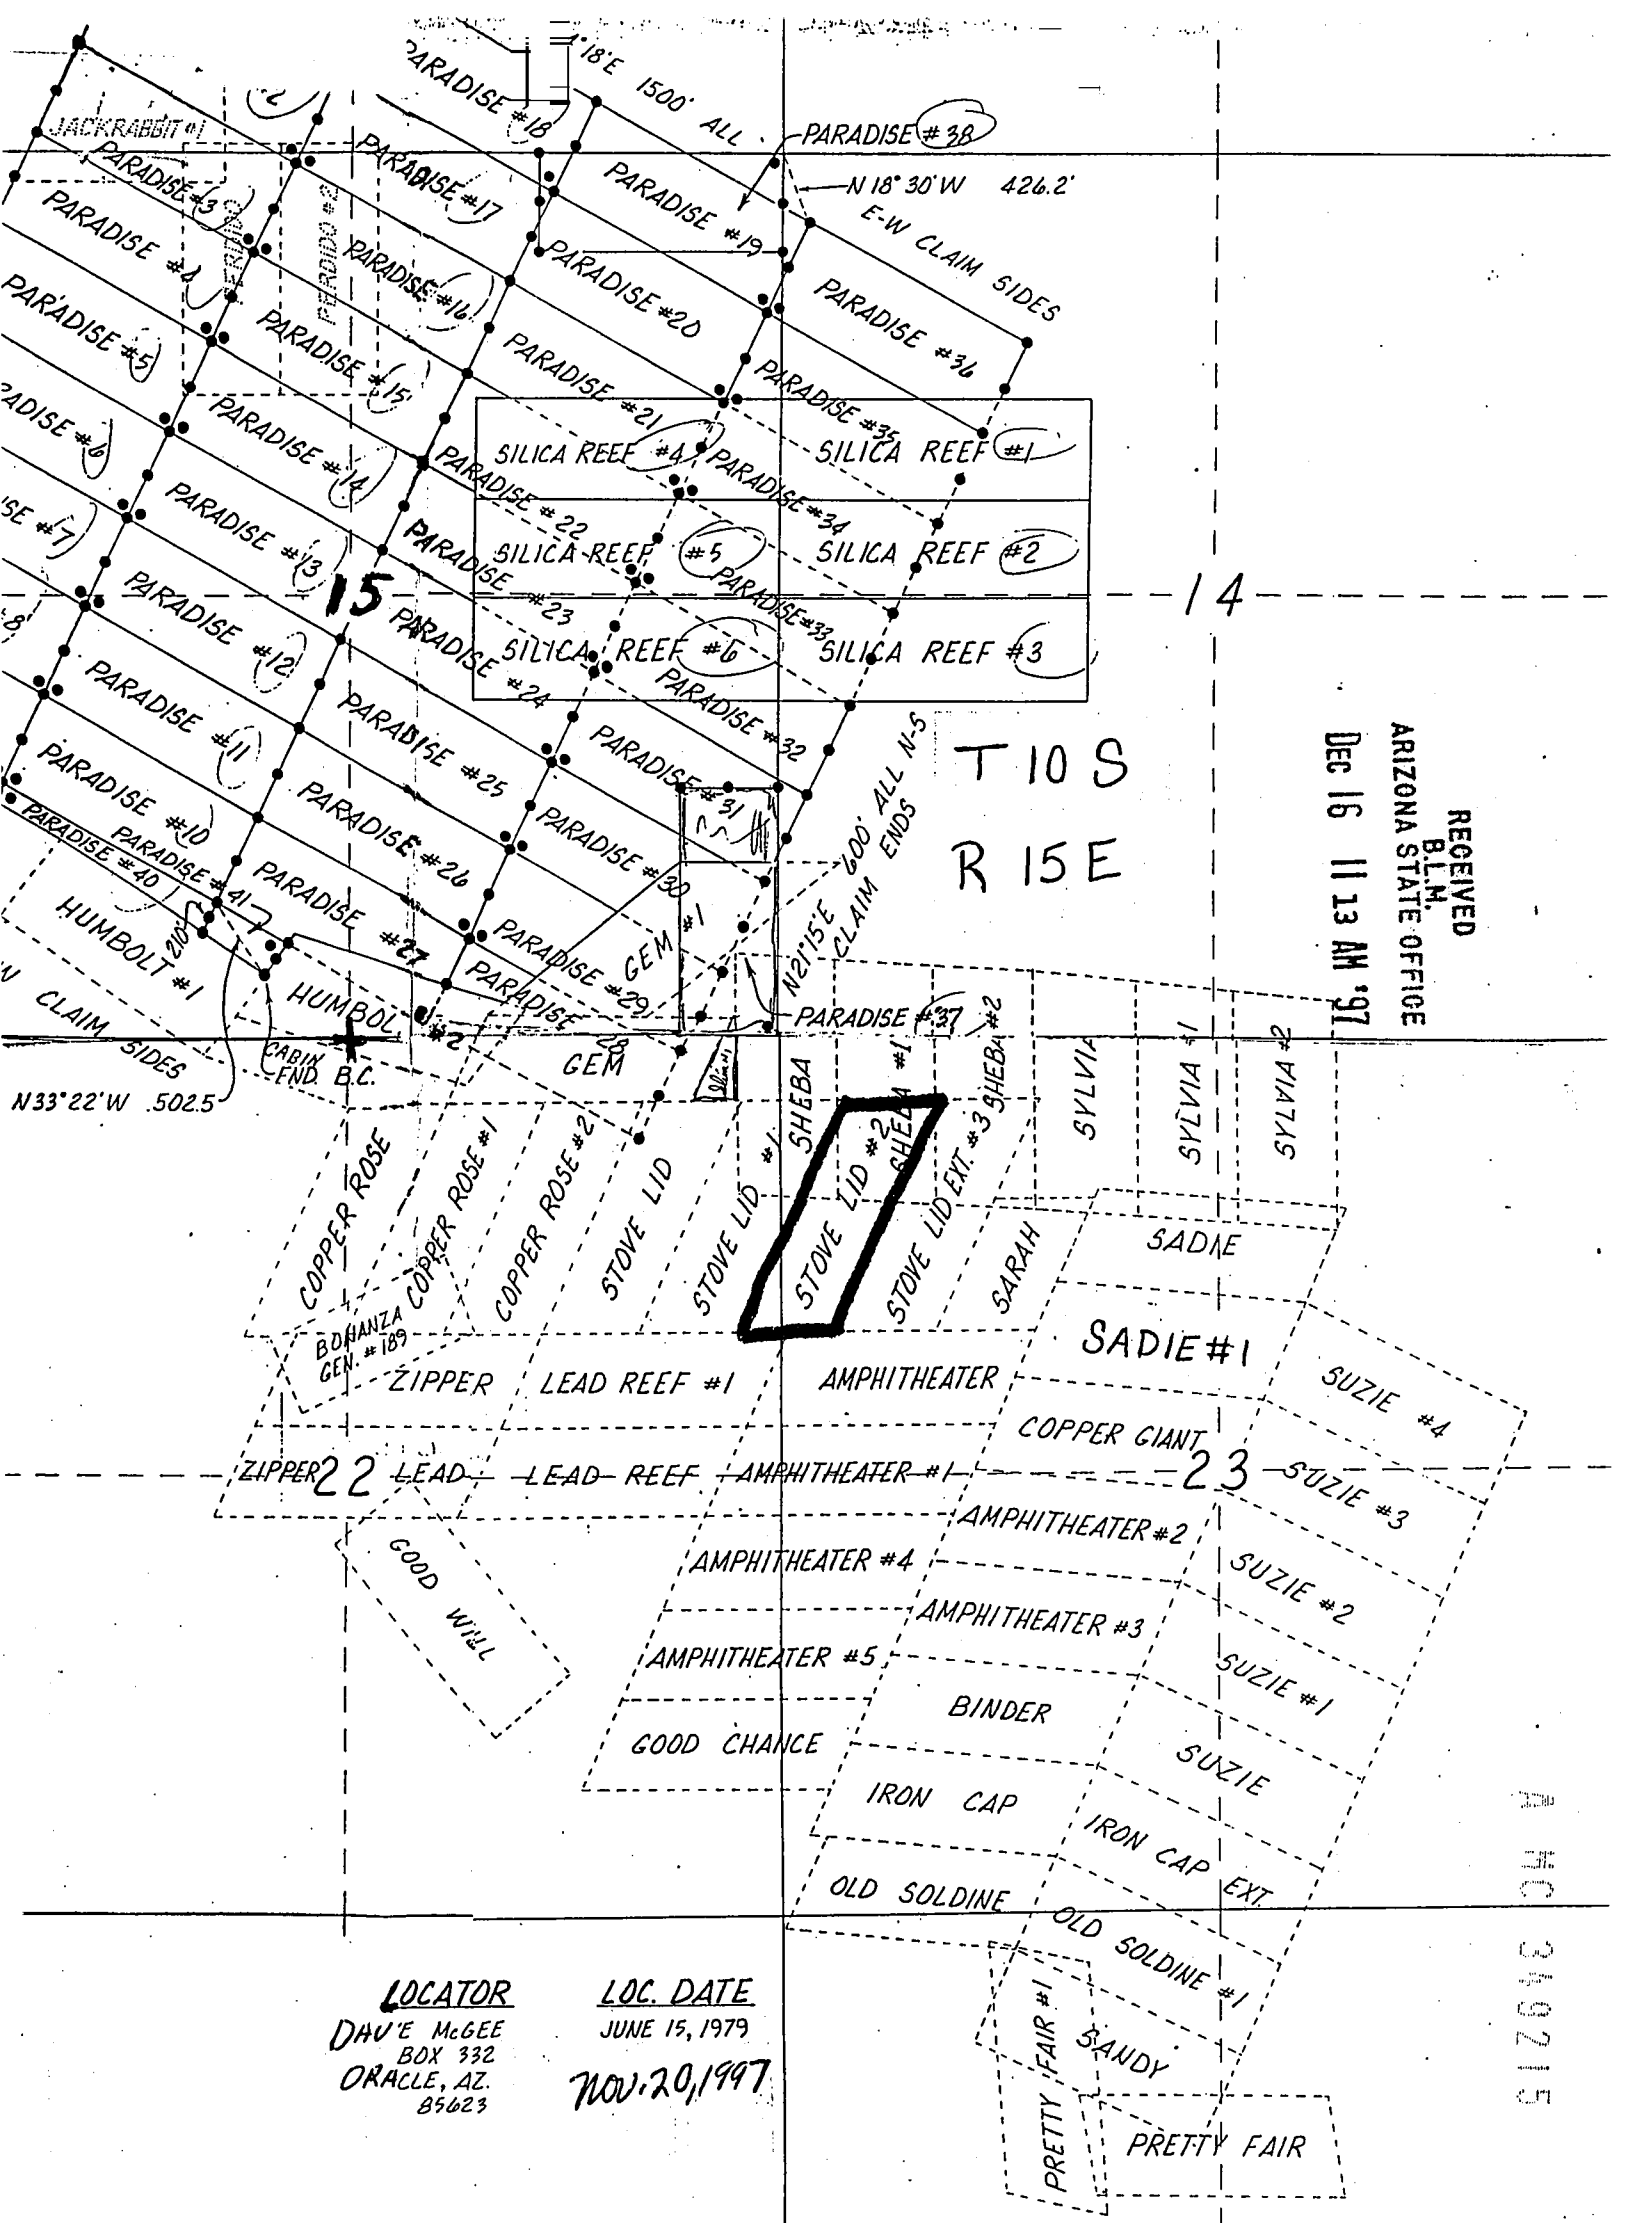 1°18'E 1500' ALL
PARADISE #18
PARADISE #38
JACKRABBIT #1
PARADISE #3
PARADISE #17
PARADISE #19
N 18° 30' W 426.2'
E-W CLAIM SIDES
PARADISE #4
PERDIDO #2
PARADISE #16
PARADISE #20
PARADISE #36
PARADISE #5
PARADISE #15
PARADISE #21
PARADISE #35
ADISE #6
PARADISE #14
SILICA REEF #4
SILICA REEF #1
PARADISE #22
PARADISE #34
SE #7
PARADISE #13
SILICA REEF #5
SILICA REEF #2
PARADISE #23
PARADISE #33
15
14
8
PARADISE #12
PARADISE #24
SILICA REEF #6
SILICA REEF #3
PARADISE #11
PARADISE #25
PARADISE #32
T 10 S
R 15 E
PARADISE #10
PARADISE #26
PARADISE #31
N21°15'E 600' ALL N-S
CLAIM ENDS
PARADISE #40
PARADISE #41
PARADISE #27
PARADISE #30
GEM #1
HUMBOLT #1
210'
PARADISE #29
PARADISE 28
W CLAIM SIDES
HUMBOL #2
PARADISE #37
GEM
CABIN
END. B.C.
N33°22'W 502.5
SHEBA
SHEBA #1
SHEBA #2
SYLVIA
SYLVIA #1
SYLVIA #2
COPPER ROSE
COPPER ROSE #1
COPPER ROSE #2
STOVE LID
STOVE LID #1
STOVE LID #2
STOVE LID EXT. #3
SARAH
SADIE
BONANZA
GEN. #189
SADIE #1
ZIPPER
LEAD REEF #1
AMPHITHEATER
SUZIE #4
COPPER GIANT
ZIPPER
22
LEAD
LEAD REEF
AMPHITHEATER #1
23
SUZIE #3
GOOD WILL
AMPHITHEATER #2
AMPHITHEATER #4
SUZIE #2
AMPHITHEATER #3
AMPHITHEATER #5
SUZIE #1
BINDER
GOOD CHANCE
SUZIE
IRON CAP
IRON CAP EXT.
OLD SOLDINE
OLD SOLDINE #1
PRETTY FAIR #1
SANDY
PRETTY FAIR
LOCATOR
DAVE McGEE
BOX 332
ORACLE, AZ.
85623
LOC. DATE
JUNE 15, 1979
NOV. 20, 1997
RECEIVED
B.L.M.
ARIZONA STATE OFFICE
DEC 16 11 13 AM '97
A MC 349215